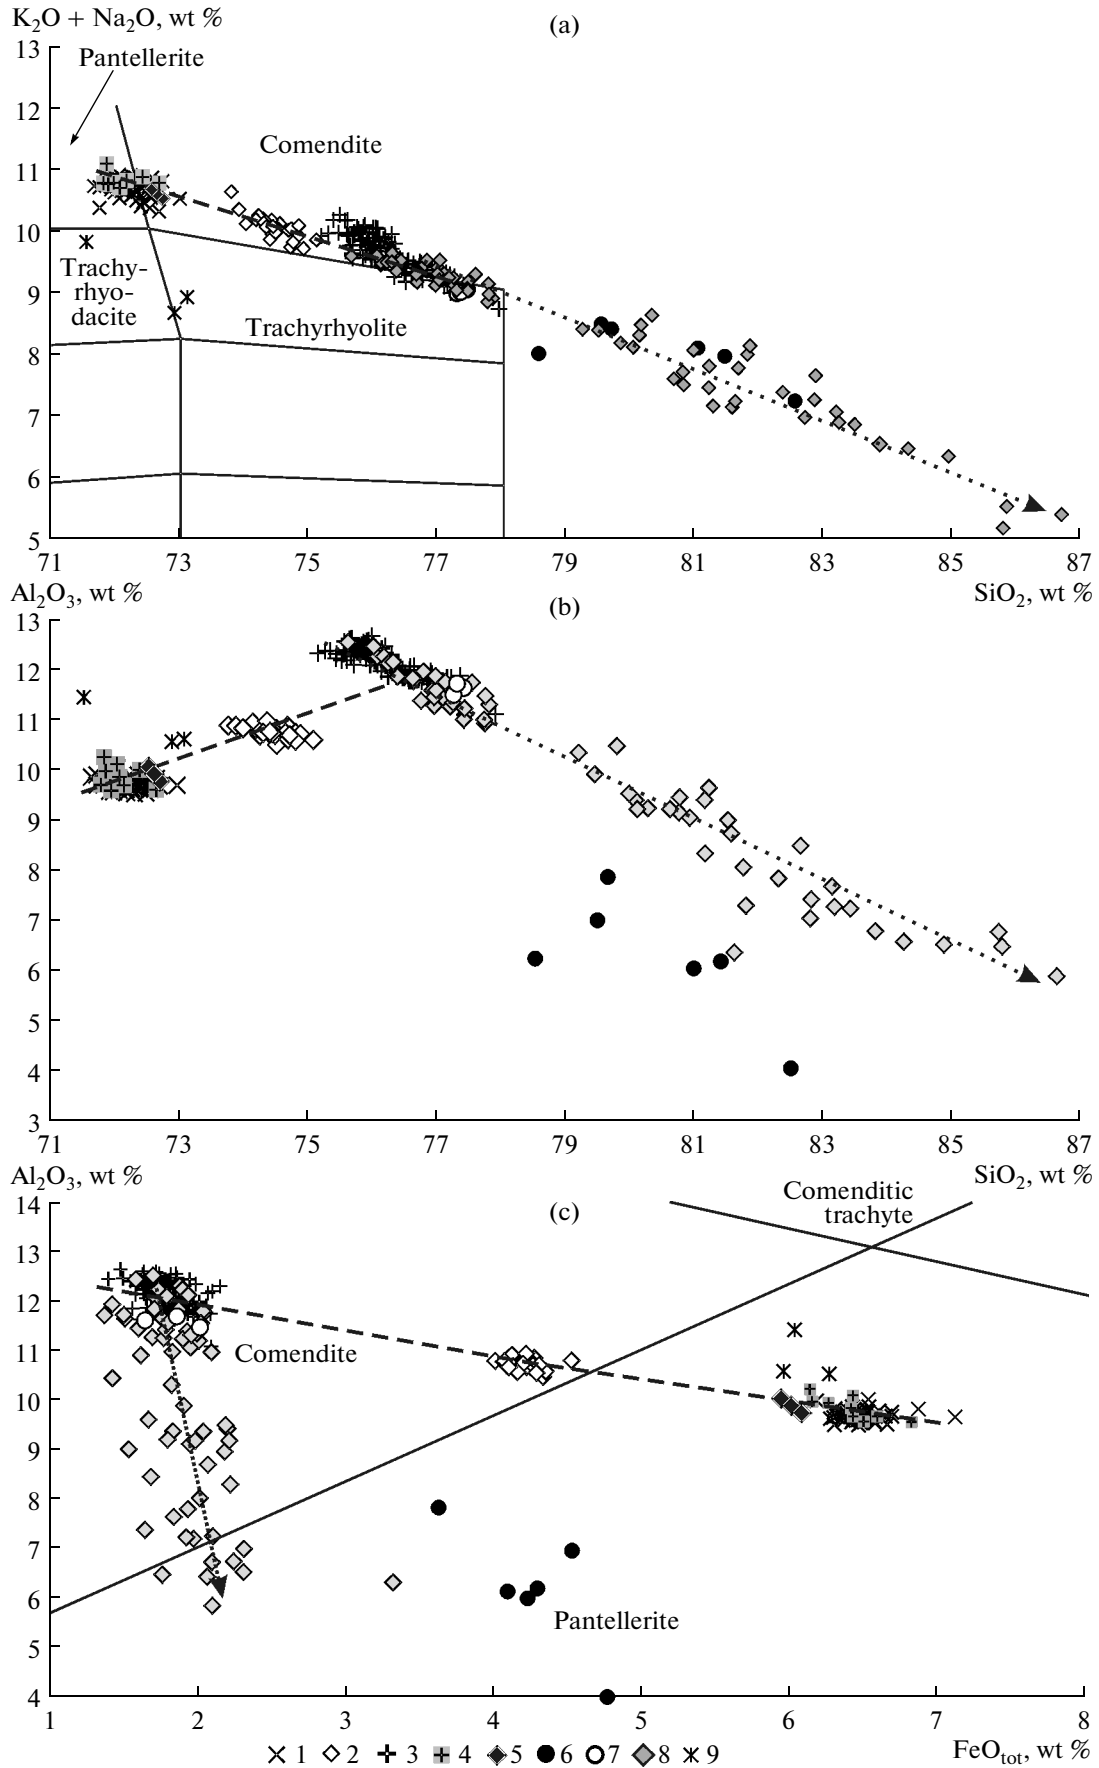 K₂O + Na₂O, wt %
(a)
13
Pantellerite
12
Comendite
11
10
Trachy-
rhyo-
dacite
9
Trachyrhyolite
8
7
6
5
71 73 75 77 79 81 83 85 87
Al₂O₃, wt %
SiO₂, wt %
(b)
13
12
11
10
9
8
7
6
5
4
3
71 73 75 77 79 81 83 85 87
Al₂O₃, wt %
SiO₂, wt %
(c)
Comenditic
trachyte
14
13
12
Comendite
11
10
9
8
7
6
Pantellerite
5
4
1 2 3 4 5 6 7 8
1 2 3 4 5 6 7 8 9
FeOtot, wt %